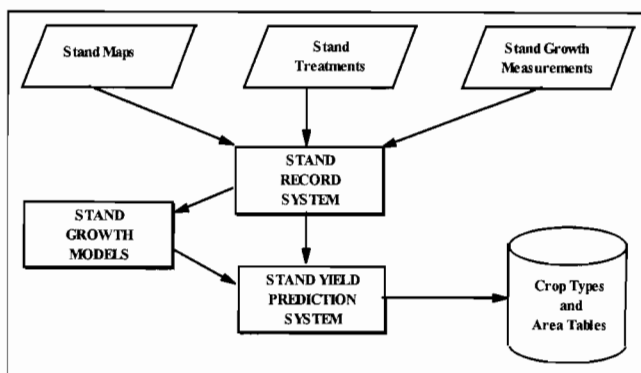 Stand Maps
Stand
Treatments
Stand Growth
Measurements
STAND
RECORD
SYSTEM
STAND
GROWTH
MODELS
STAND YIELD
PREDICTION
SYSTEM
Crop Types
and
Area Tables